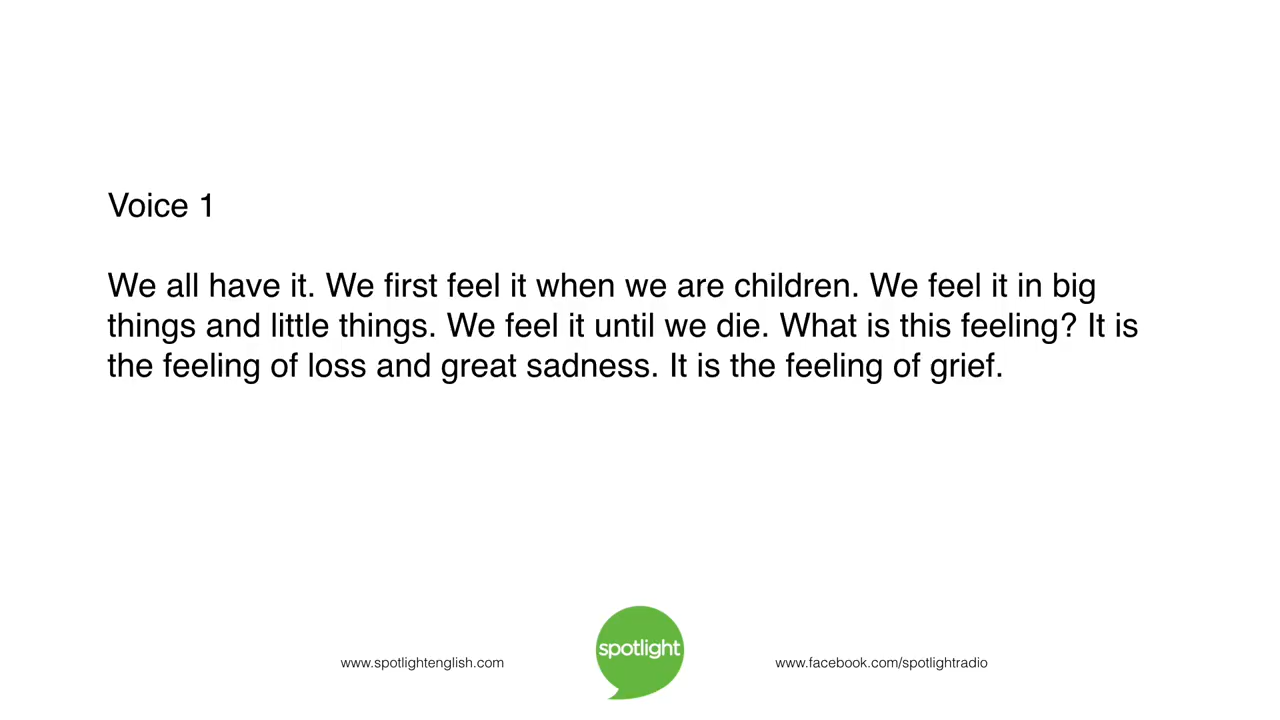 Voice 1
We all have it. We first feel it when we are children. We feel it in big
things and little things. We feel it until we die. What is this feeling? It is
the feeling of loss and great sadness. It is the feeling of grief.
spotlight
www.spotlightenglish.com
www.facebook.com/spotlightradio